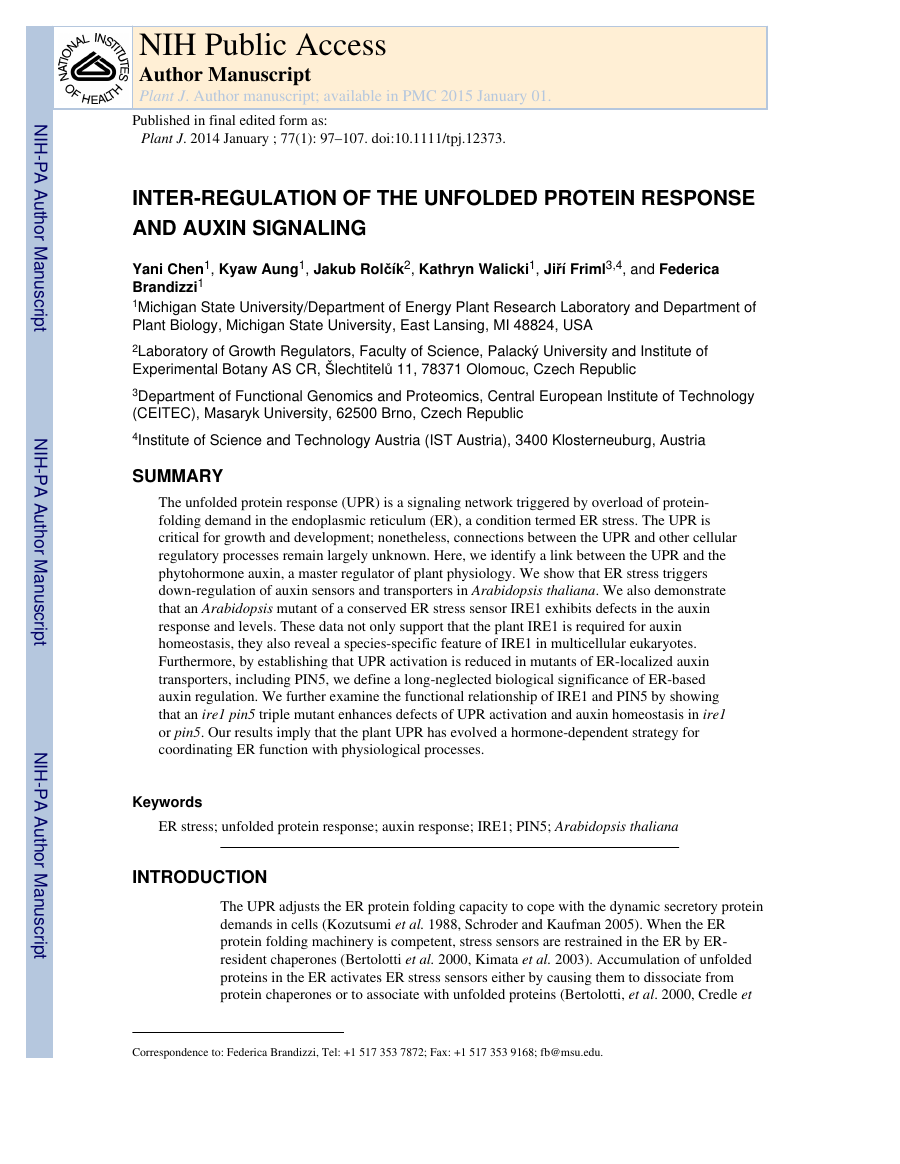 NATIONAL INSTITUTES OF HEALTH
NIH Public Access
Author Manuscript
Plant J. Author manuscript; available in PMC 2015 January 01.
Published in final edited form as:
Plant J. 2014 January ; 77(1): 97–107. doi:10.1111/tpj.12373.
INTER-REGULATION OF THE UNFOLDED PROTEIN RESPONSE
AND AUXIN SIGNALING
Yani Chen1, Kyaw Aung1, Jakub Rolčík2, Kathryn Walicki1, Jiří Friml3,4, and Federica
Brandizzi1
1Michigan State University/Department of Energy Plant Research Laboratory and Department of
Plant Biology, Michigan State University, East Lansing, MI 48824, USA
2Laboratory of Growth Regulators, Faculty of Science, Palacký University and Institute of
Experimental Botany AS CR, Šlechtitelů 11, 78371 Olomouc, Czech Republic
3Department of Functional Genomics and Proteomics, Central European Institute of Technology
(CEITEC), Masaryk University, 62500 Brno, Czech Republic
4Institute of Science and Technology Austria (IST Austria), 3400 Klosterneuburg, Austria
SUMMARY
The unfolded protein response (UPR) is a signaling network triggered by overload of protein-
folding demand in the endoplasmic reticulum (ER), a condition termed ER stress. The UPR is
critical for growth and development; nonetheless, connections between the UPR and other cellular
regulatory processes remain largely unknown. Here, we identify a link between the UPR and the
phytohormone auxin, a master regulator of plant physiology. We show that ER stress triggers
down-regulation of auxin sensors and transporters in Arabidopsis thaliana. We also demonstrate
that an Arabidopsis mutant of a conserved ER stress sensor IRE1 exhibits defects in the auxin
response and levels. These data not only support that the plant IRE1 is required for auxin
homeostasis, they also reveal a species-specific feature of IRE1 in multicellular eukaryotes.
Furthermore, by establishing that UPR activation is reduced in mutants of ER-localized auxin
transporters, including PIN5, we define a long-neglected biological significance of ER-based
auxin regulation. We further examine the functional relationship of IRE1 and PIN5 by showing
that an ire1 pin5 triple mutant enhances defects of UPR activation and auxin homeostasis in ire1
or pin5. Our results imply that the plant UPR has evolved a hormone-dependent strategy for
coordinating ER function with physiological processes.
Keywords
ER stress; unfolded protein response; auxin response; IRE1; PIN5; Arabidopsis thaliana
INTRODUCTION
The UPR adjusts the ER protein folding capacity to cope with the dynamic secretory protein
demands in cells (Kozutsumi et al. 1988, Schroder and Kaufman 2005). When the ER
protein folding machinery is competent, stress sensors are restrained in the ER by ER-
resident chaperones (Bertolotti et al. 2000, Kimata et al. 2003). Accumulation of unfolded
proteins in the ER activates ER stress sensors either by causing them to dissociate from
protein chaperones or to associate with unfolded proteins (Bertolotti, et al. 2000, Credle et
Correspondence to: Federica Brandizzi, Tel: +1 517 353 7872; Fax: +1 517 353 9168; fb@msu.edu.
NIH-PA Author Manuscript
NIH-PA Author Manuscript
NIH-PA Author Manuscript